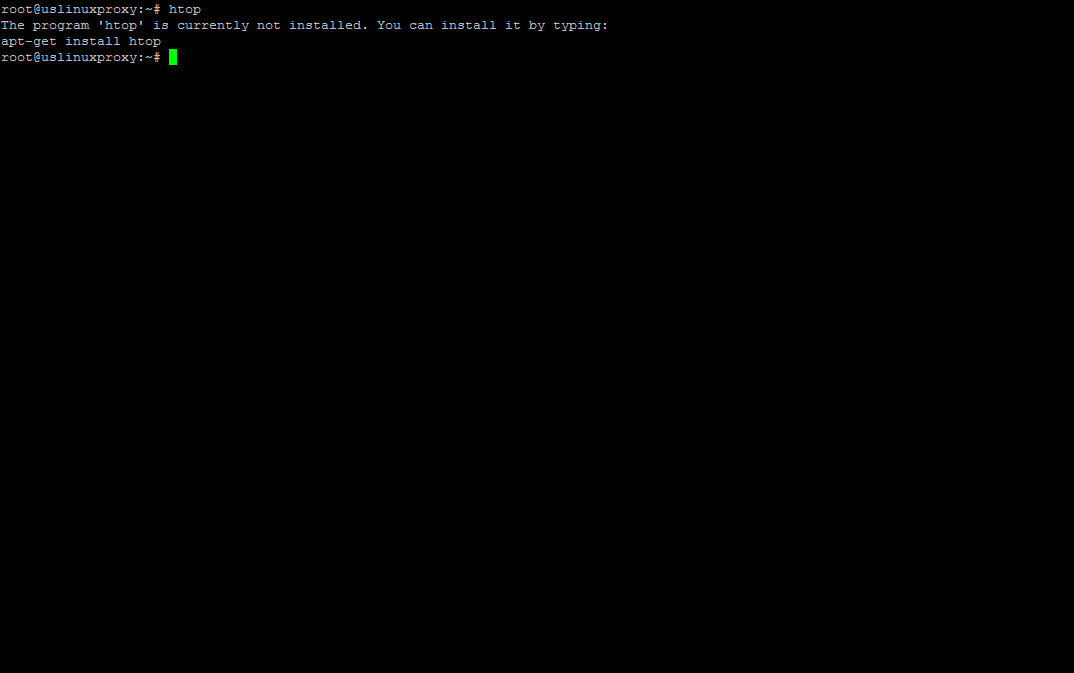 root@uslinuxproxy:~# htop
The program 'htop' is currently not installed. You can install it by typing:
apt-get install htop
root@uslinuxproxy:~#